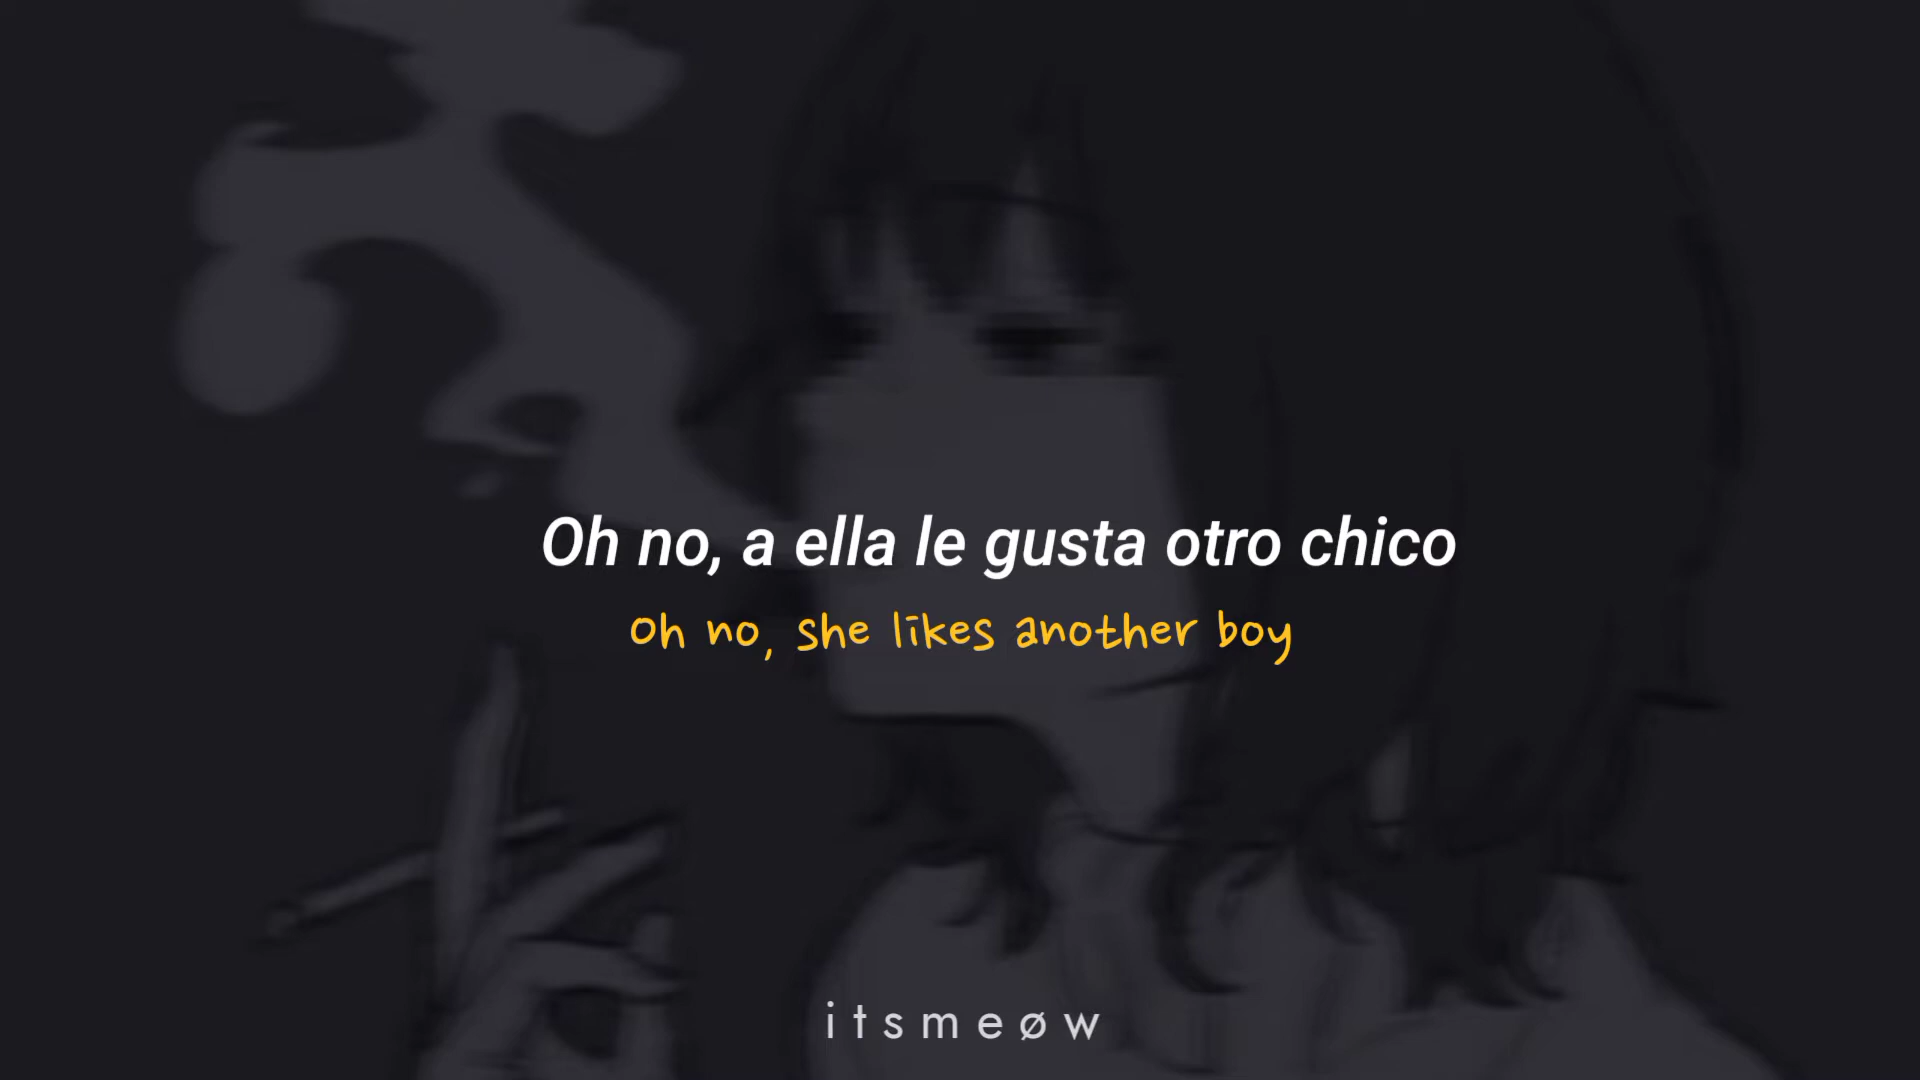 Oh no, a ella le gusta otro chico
Oh no, she likes another boy
itsmeøw